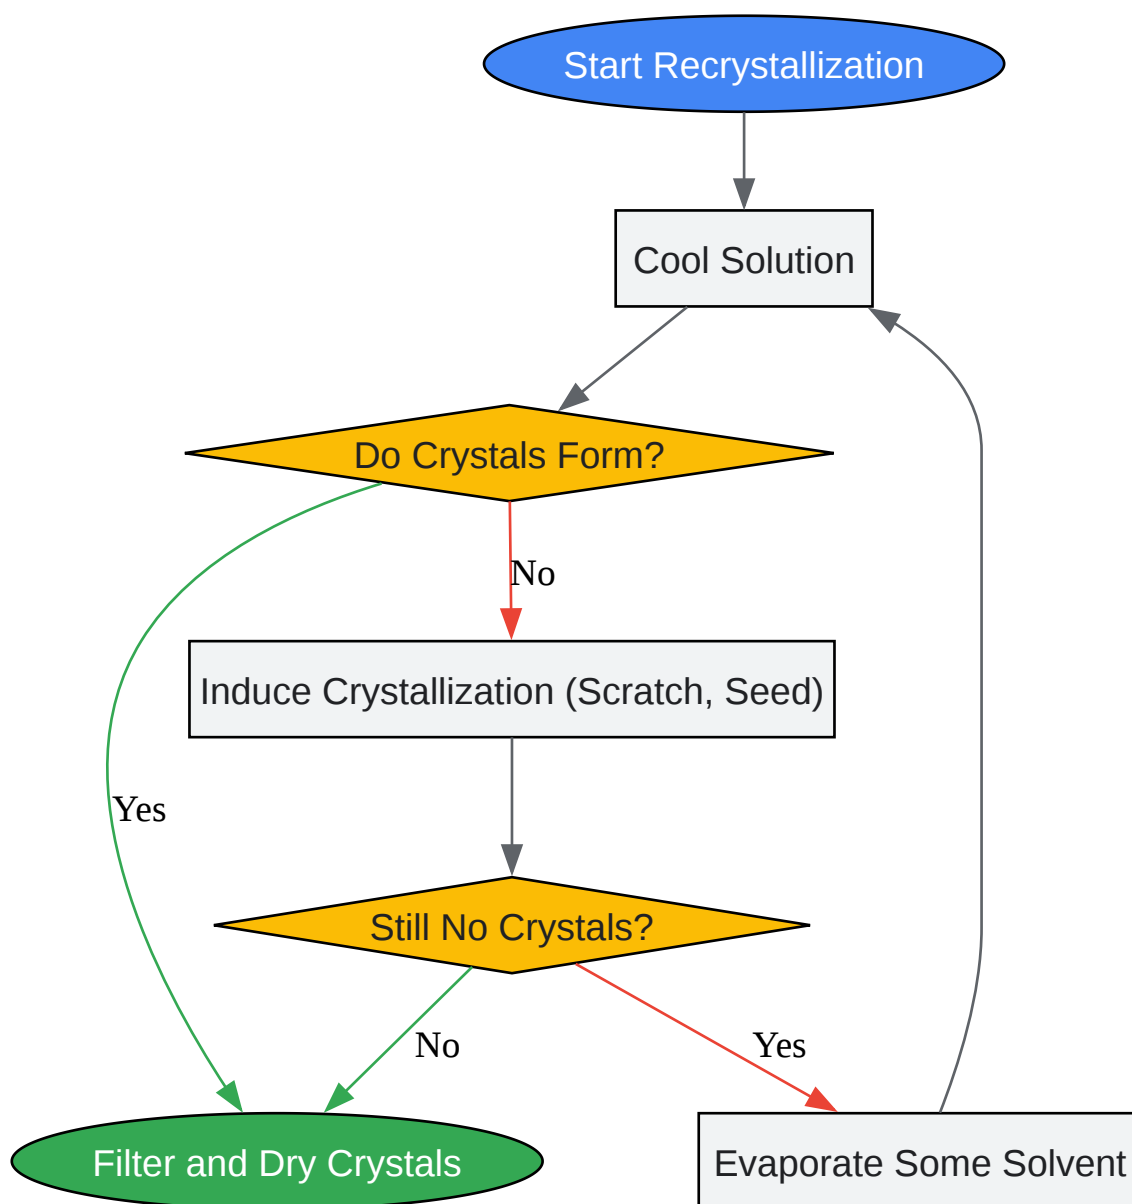 Start Recrystallization
Cool Solution
Do Crystals Form?
No
Induce Crystallization (Scratch, Seed)
Yes
Still No Crystals?
No
Yes
Filter and Dry Crystals
Evaporate Some Solvent